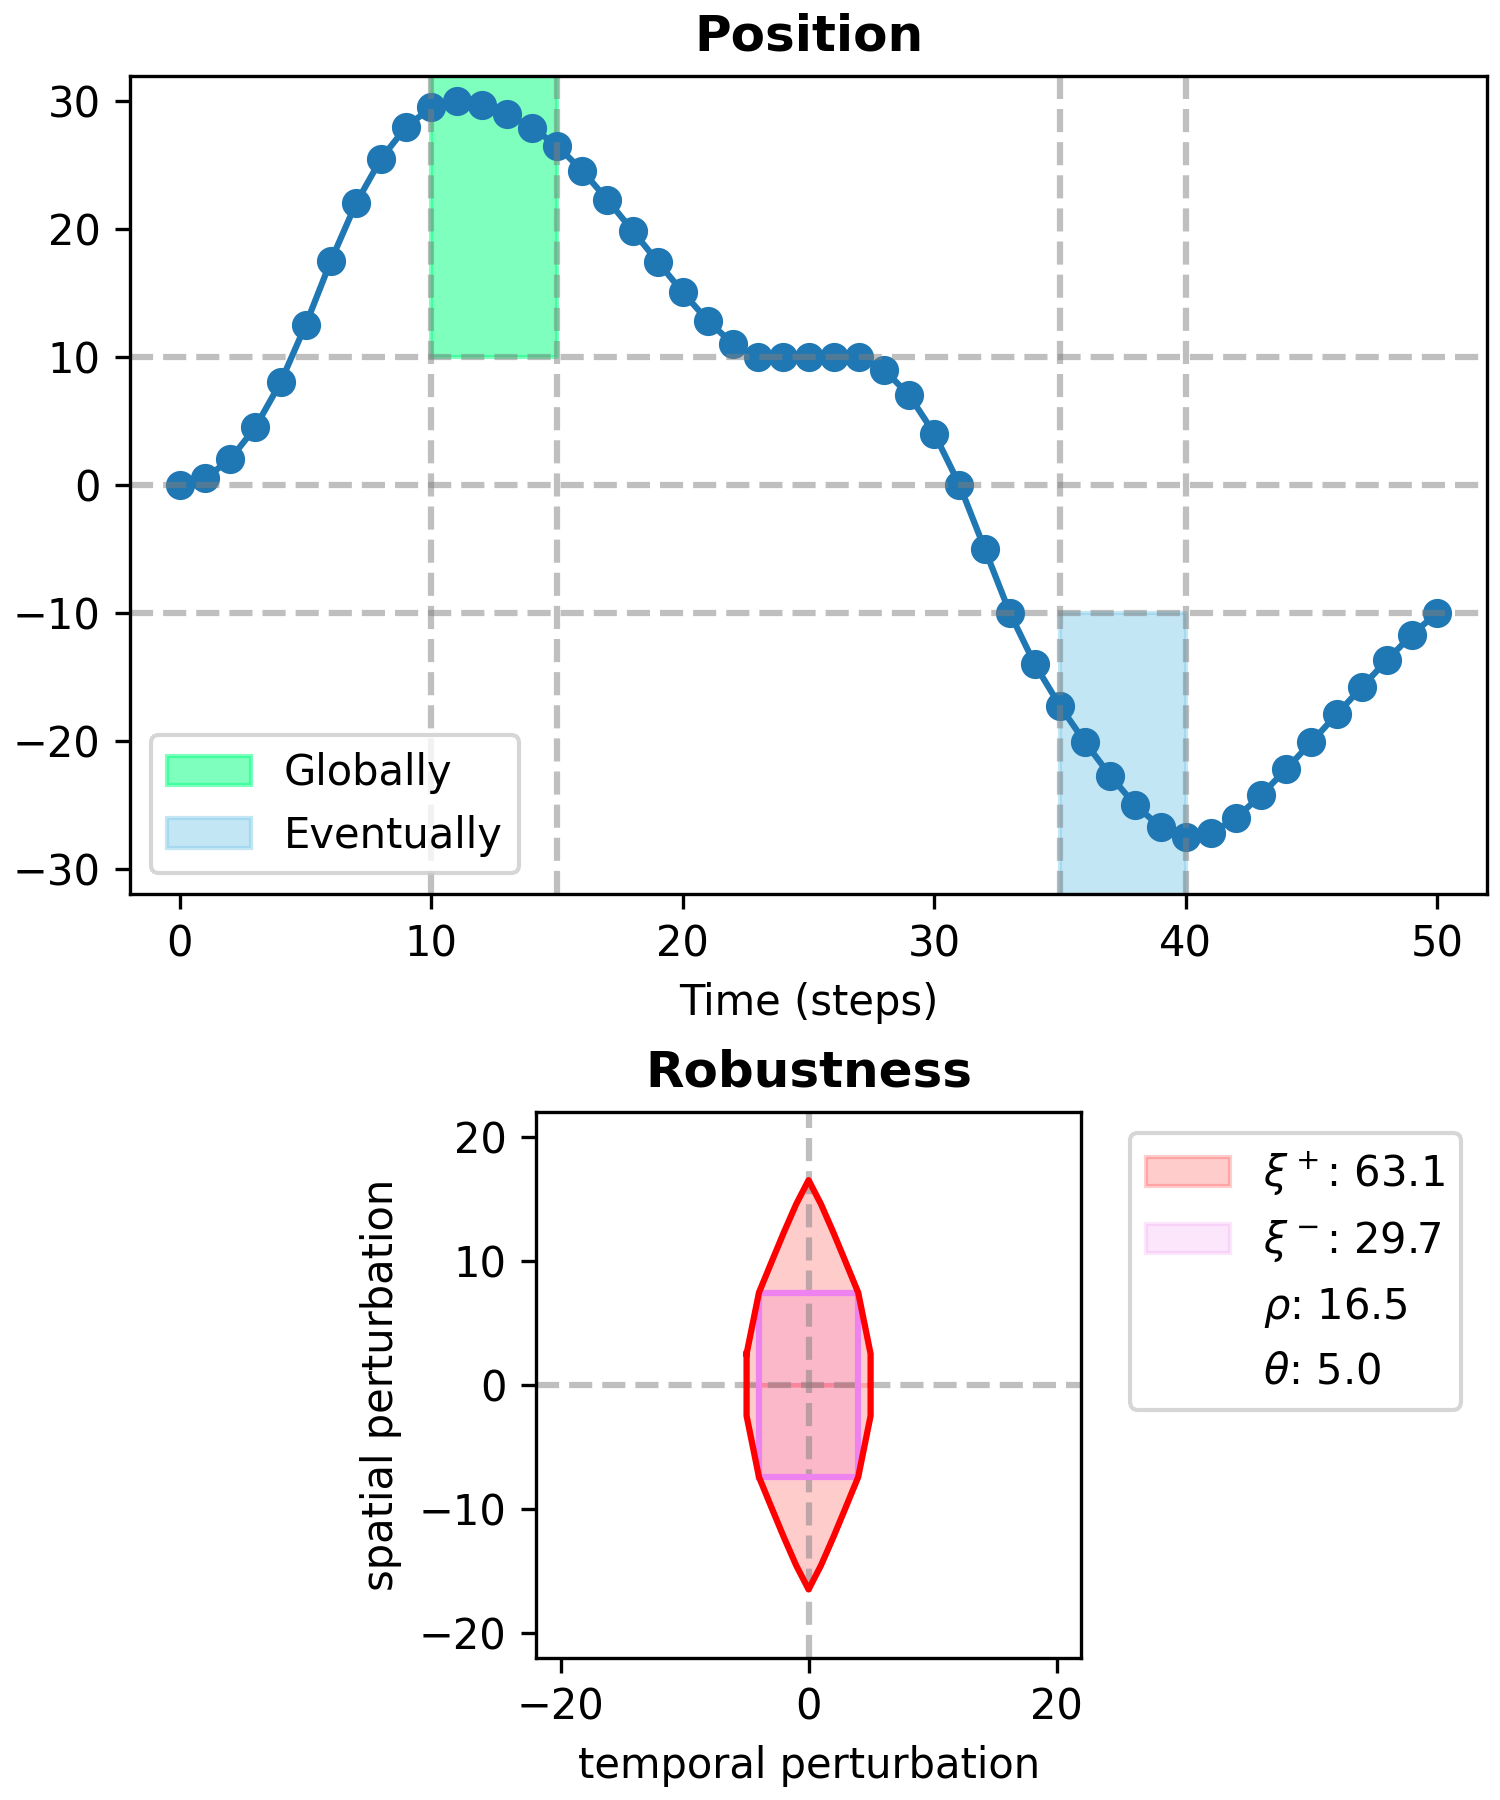 Position
30
20
10
0
−10
−20
−30
Globally
Eventually
0 10 20 30 40 50
Time (steps)
Robustness
20
10
0
−10
−20
spatial perturbation
−20 0 20
temporal perturbation
ξ⁺: 63.1
ξ⁻: 29.7
ρ: 16.5
θ: 5.0